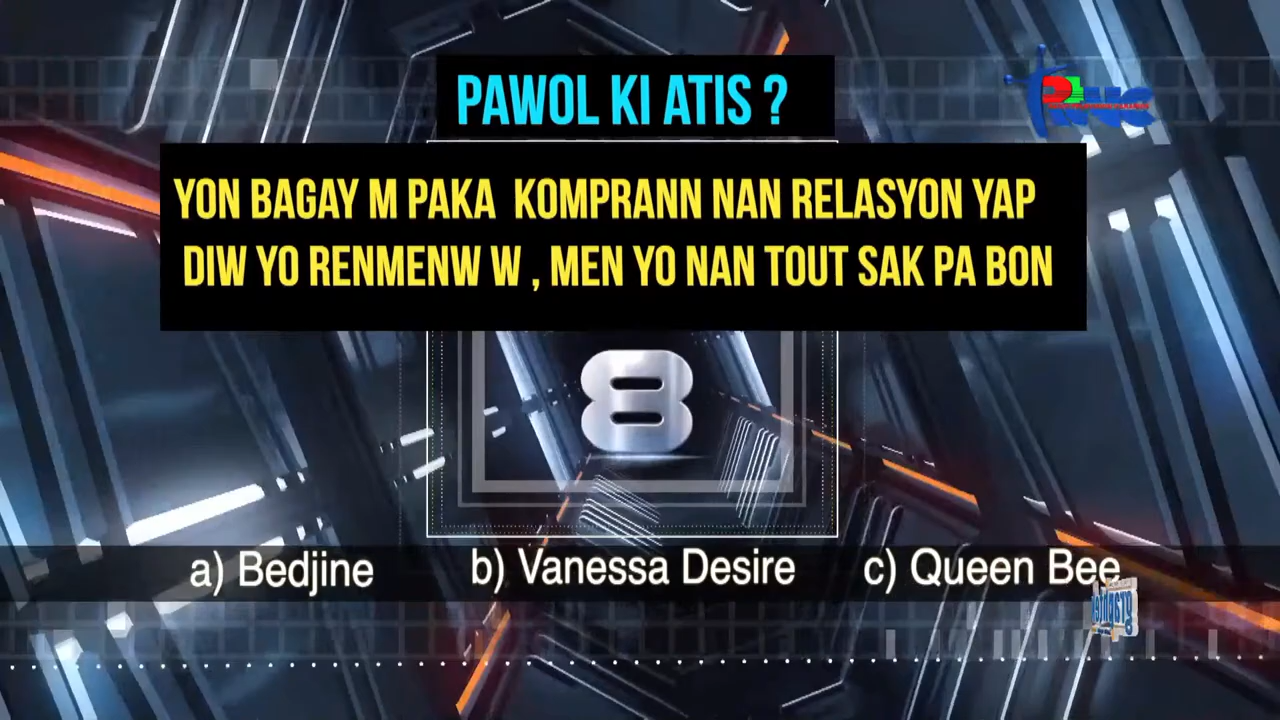 PAWOL KI ATIS ?
YON BAGAY M PAKA KOMPRANN NAN RELASYON YAP
DIW YO RENMENW W , MEN YO NAN TOUT SAK PA BON
8
a) Bedjine b) Vanessa Desire c) Queen Bee